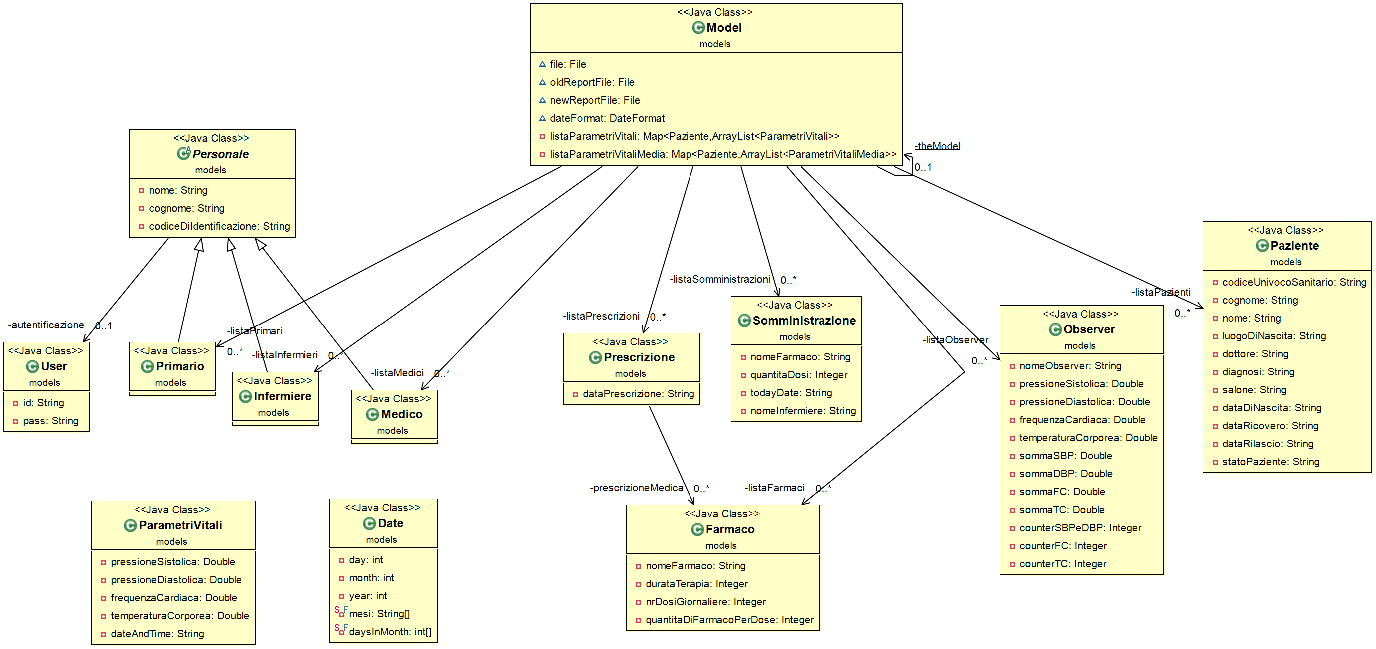 <<Java Class>>
Model
models
file: File
oldReportFile: File
newReportFile: File
dateFormat: DateFormat
listaParametriVitali: Map<Paziente,ArrayList<ParametriVitali>>
listaParametriVitaliMedia: Map<Paziente,ArrayList<ParametriVitaliMedia>>
-theModel
0..1
<<Java Class>>
Personale
models
nome: String
cognome: String
codiceDiIdentificazione: String
-autentificazione 0..1
-listaPrimari
0..*
-listaInfermieri 0..*
-listaMedici 0..*
-listaPrescrizioni 0..*
-listaSomministrazioni 0..*
-listaObserver
0..*
-listaPazienti
0..*
<<Java Class>>
User
models
id: String
pass: String
<<Java Class>>
Primario
models
<<Java Class>>
Infermiere
models
<<Java Class>>
Medico
models
<<Java Class>>
Prescrizione
models
dataPrescrizione: String
<<Java Class>>
Somministrazione
models
nomeFarmaco: String
quantitaDosi: Integer
todayDate: String
nomeInfermiere: String
<<Java Class>>
Observer
models
nomeObserver: String
pressioneSistolica: Double
pressioneDiastolica: Double
frequenzaCardiaca: Double
temperaturaCorporea: Double
sommaSBP: Double
sommaDBP: Double
sommaFC: Double
sommaTC: Double
counterSBPeDBP: Integer
counterFC: Integer
counterTC: Integer
<<Java Class>>
Paziente
models
codiceUnivocoSanitario: String
cognome: String
nome: String
luogoDiNascita: String
dottore: String
diagnosi: String
salone: String
dataDiNascita: String
dataRicovero: String
dataRilascio: String
statoPaziente: String
-prescrizioneMedica 0..*
-listaFarmaci 0..*
<<Java Class>>
ParametriVitali
models
pressioneSistolica: Double
pressioneDiastolica: Double
frequenzaCardiaca: Double
temperaturaCorporea: Double
dateAndTime: String
<<Java Class>>
Date
models
day: int
month: int
year: int
mesi: String[]
daysInMonth: int[]
<<Java Class>>
Farmaco
models
nomeFarmaco: String
durataTerapia: Integer
nrDosiGiornaliere: Integer
quantitaDiFarmacoPerDose: Integer